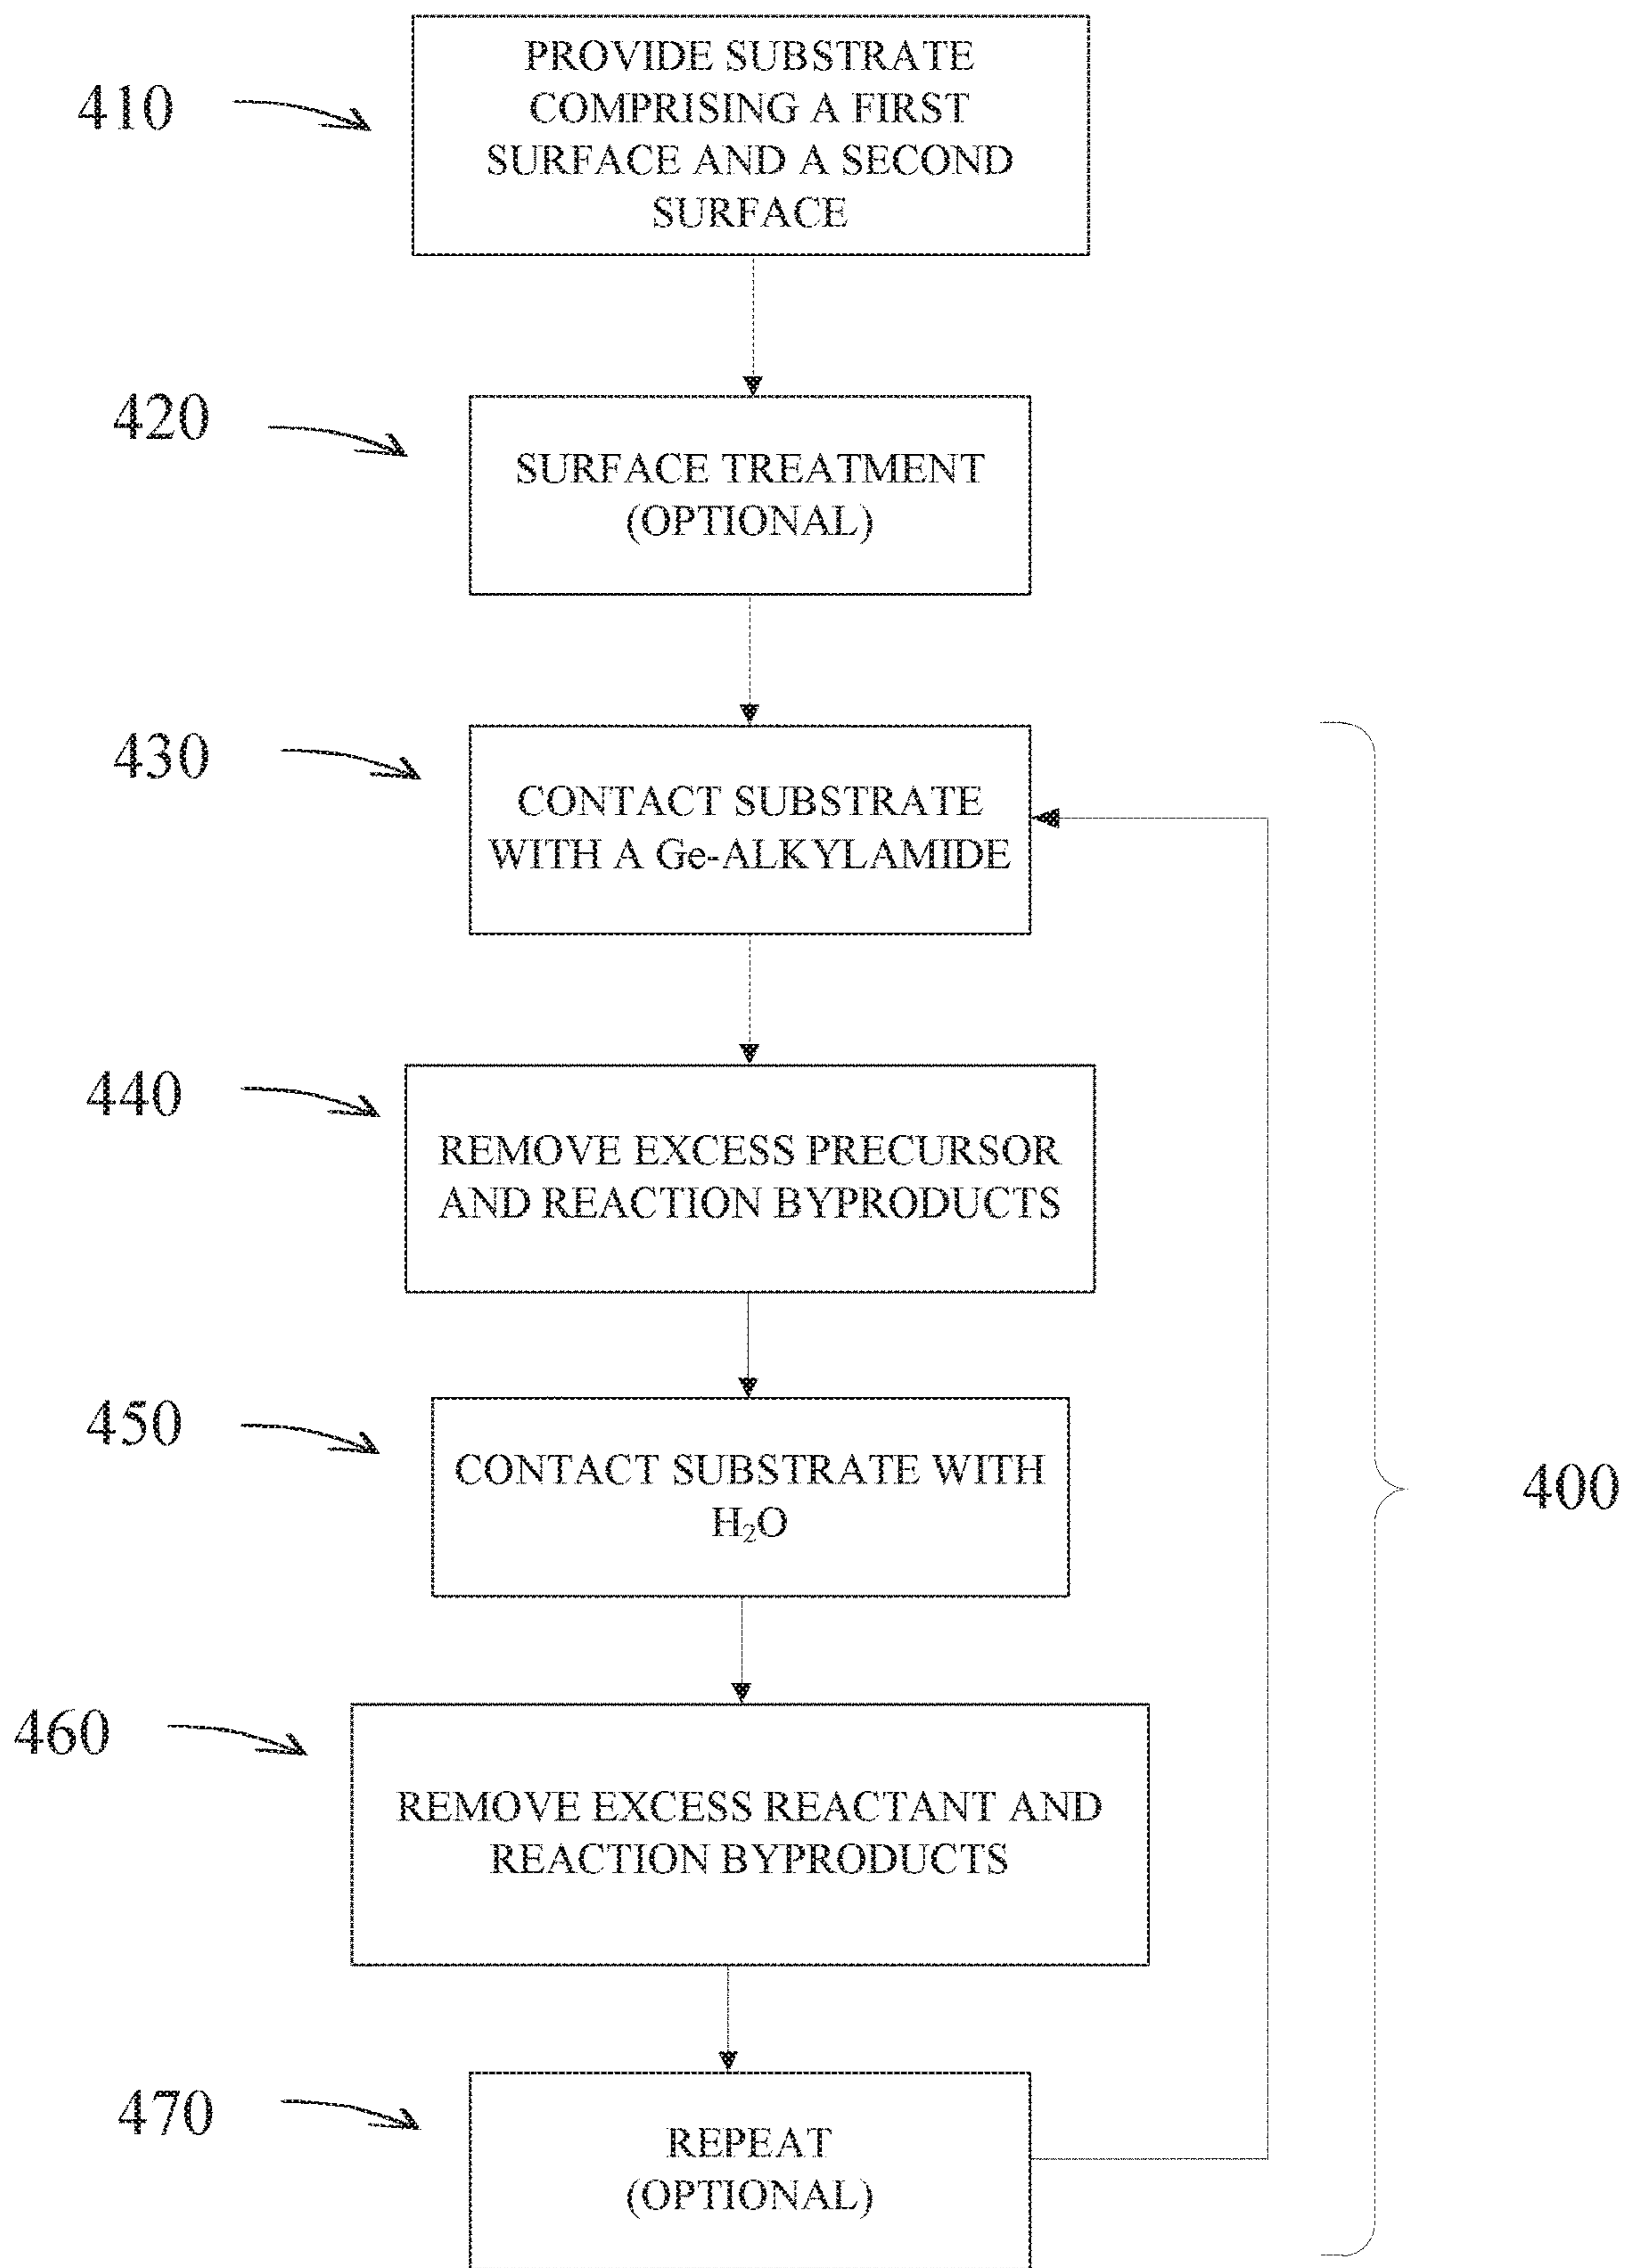 410
PROVIDE SUBSTRATE
COMPRISING A FIRST
SURFACE AND A SECOND
SURFACE
420
SURFACE TREATMENT
(OPTIONAL)
430
CONTACT SUBSTRATE
WITH A Ge-ALKYLAMIDE
440
REMOVE EXCESS PRECURSOR
AND REACTION BYPRODUCTS
450
CONTACT SUBSTRATE WITH
H₂O
400
460
REMOVE EXCESS REACTANT AND
REACTION BYPRODUCTS
470
REPEAT
(OPTIONAL)